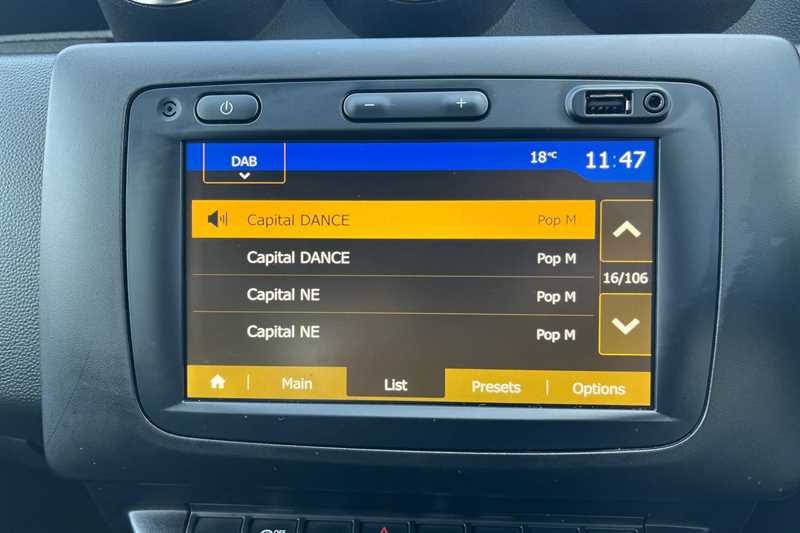 − +
DAB 18°C 11:47
Capital DANCE Pop M
Capital DANCE Pop M
16/106
Capital NE Pop M
Capital NE Pop M
Main List Presets Options
OFF